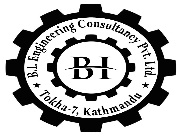 B.I. Engineering Consultancy Pvt. Ltd.
BI
★ Tokha-7, Kathmandu ★